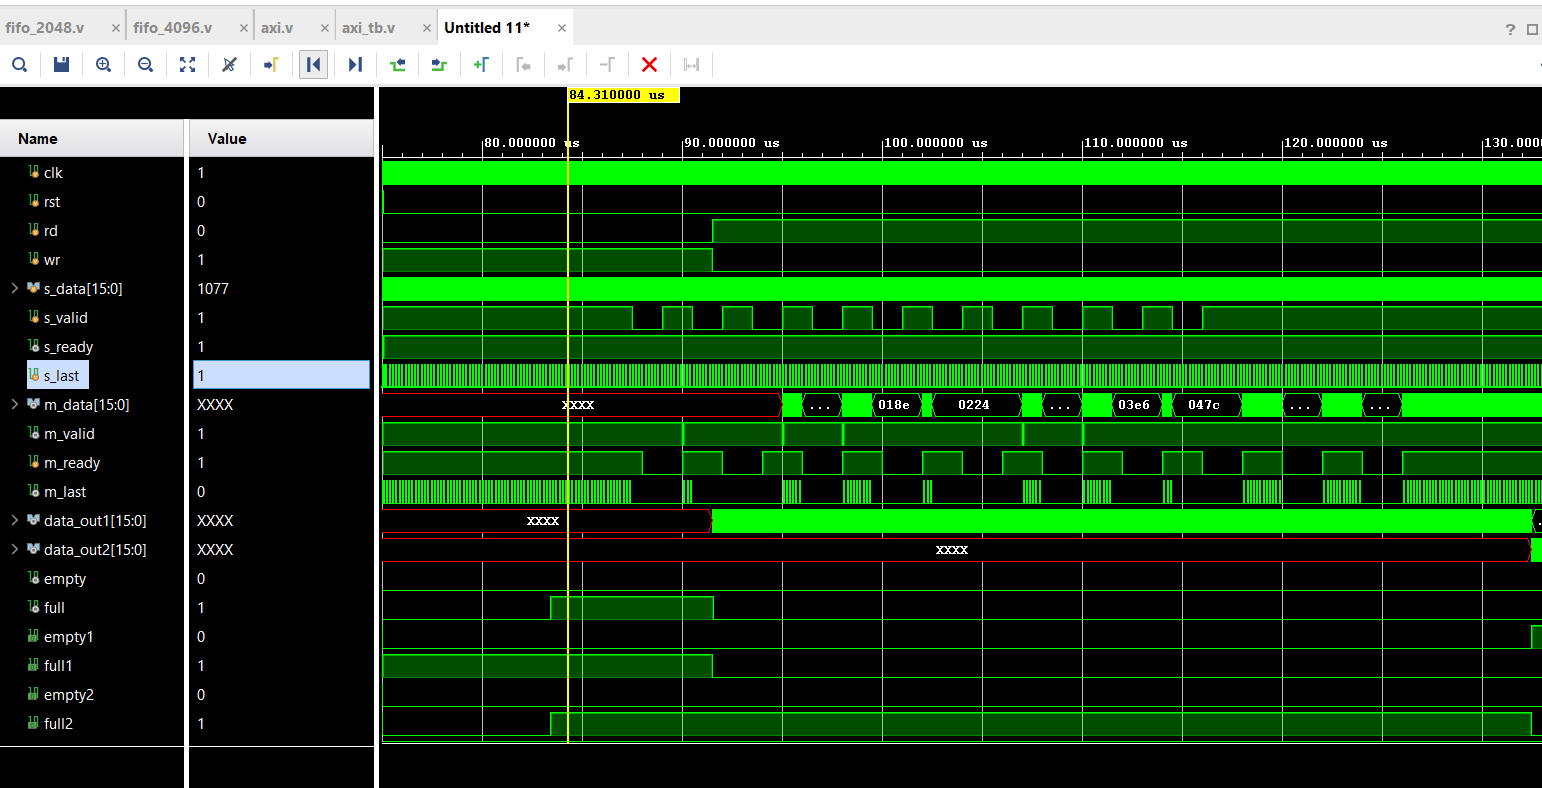 fifo_2048.v × fifo_4096.v × axi.v × axi_tb.v × Untitled 11* × ?
84.310000 us
Name Value
80.000000 us 90.000000 us 100.000000 us 110.000000 us 120.000000 us 130.000
clk 1
rst 0
rd 0
wr 1
s_data[15:0] 1077
s_valid 1
s_ready 1
s_last 1
m_data[15:0] XXXX XXXX ... 018e 0224 ... 03e6 047c ... ...
m_valid 1
m_ready 1
m_last 0
data_out1[15:0] XXXX XXXX
data_out2[15:0] XXXX XXXX
empty 0
full 1
empty1 0
full1 1
empty2 0
full2 1